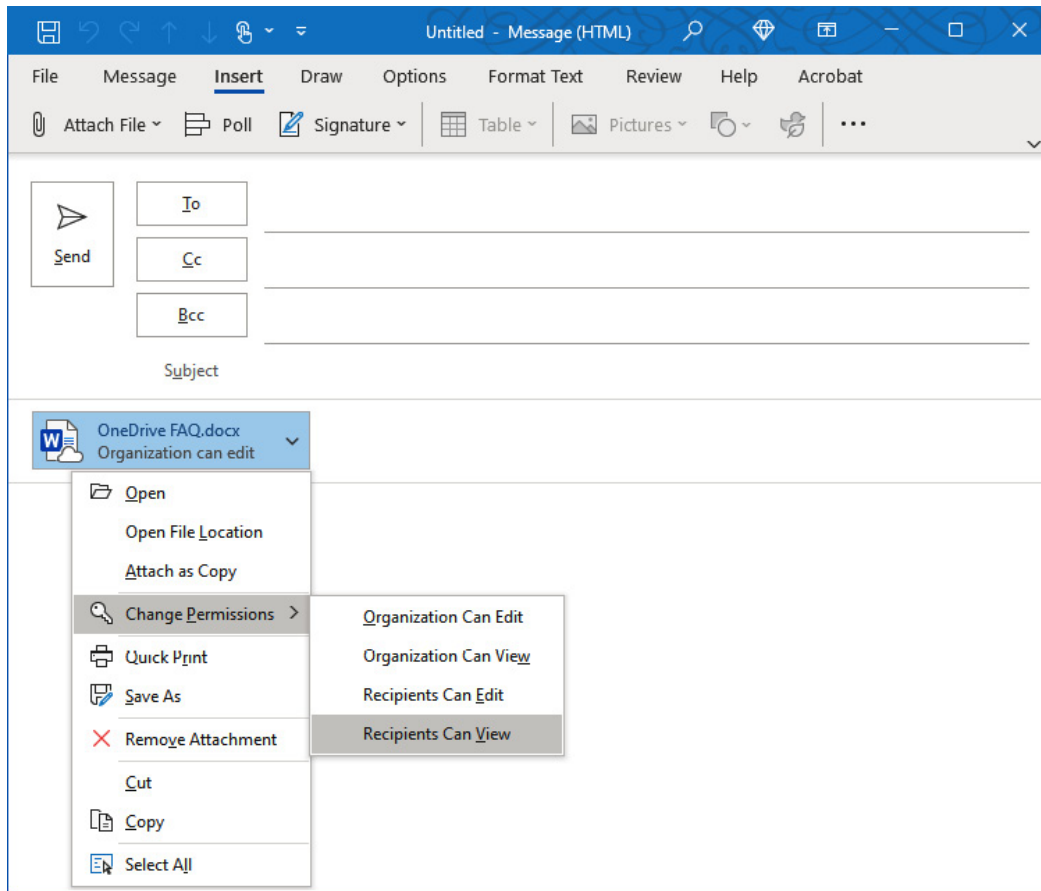 Untitled - Message (HTML)
File Message Insert Draw Options Format Text Review Help Acrobat
Attach File Poll Signature Table Pictures
To
Send
Cc
Bcc
Subject
W
OneDrive FAQ.docx
Organization can edit
Open
Open File Location
Attach as Copy
Change Permissions
Organization Can Edit
Quick Print
Organization Can View
Save As
Recipients Can Edit
Remove Attachment
Recipients Can View
Cut
Copy
Select All